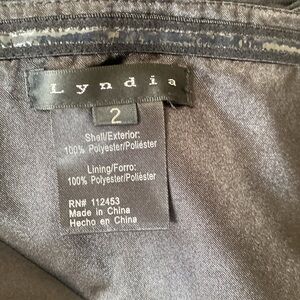 Lyndia
2
Shell/Exterior:
100% Polyester/Poliéster
Lining/Forro:
100% Polyester/Poliéster
RN# 112453
Made in China
Hecho en China